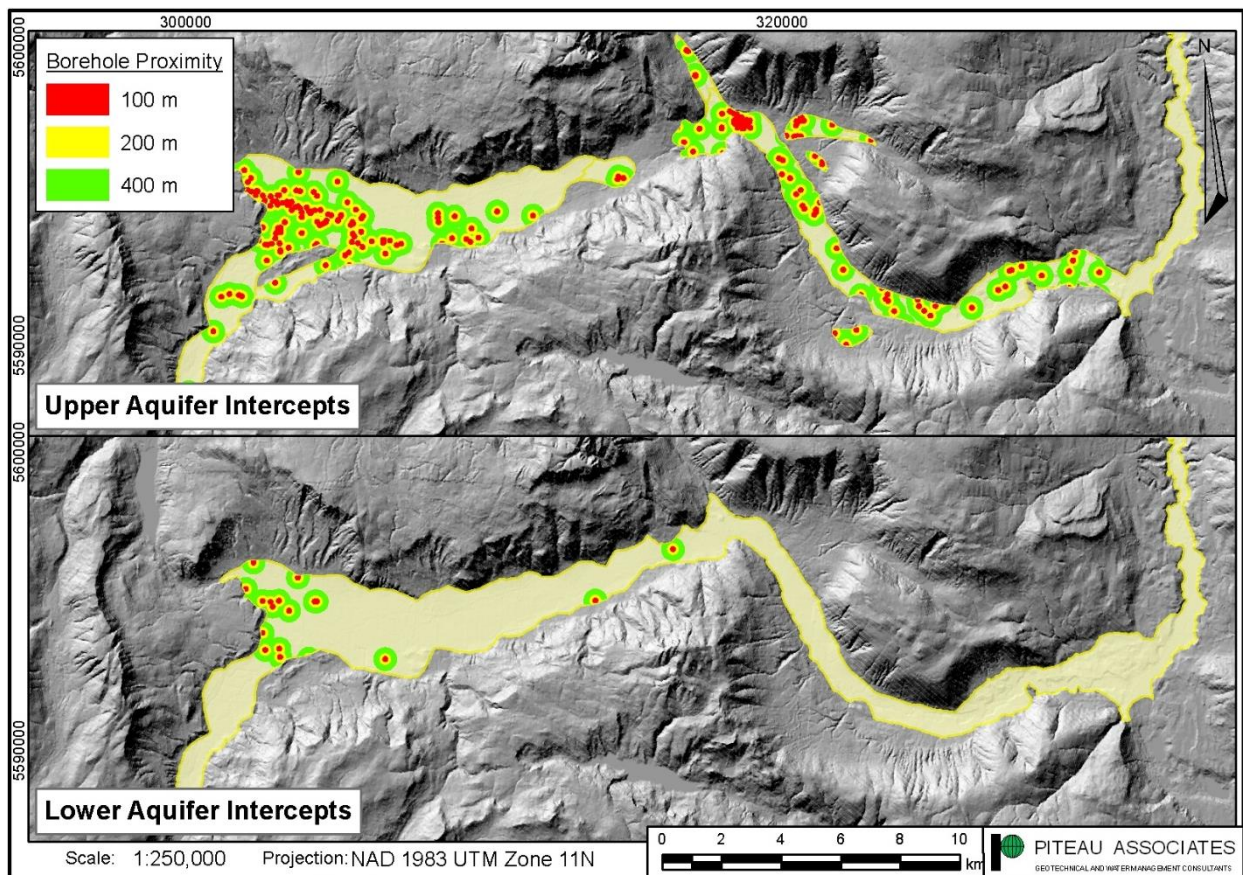 300000 320000
5600000
Borehole Proximity
100 m
200 m
400 m
N
5590000
Upper Aquifer Intercepts
5600000
5590000
Lower Aquifer Intercepts
Scale: 1:250,000 Projection: NAD 1983 UTM Zone 11N
0 2 4 6 8 10
km
PITEAU ASSOCIATES
GEOTECHNICAL AND WATER MANAGEMENT CONSULTANTS